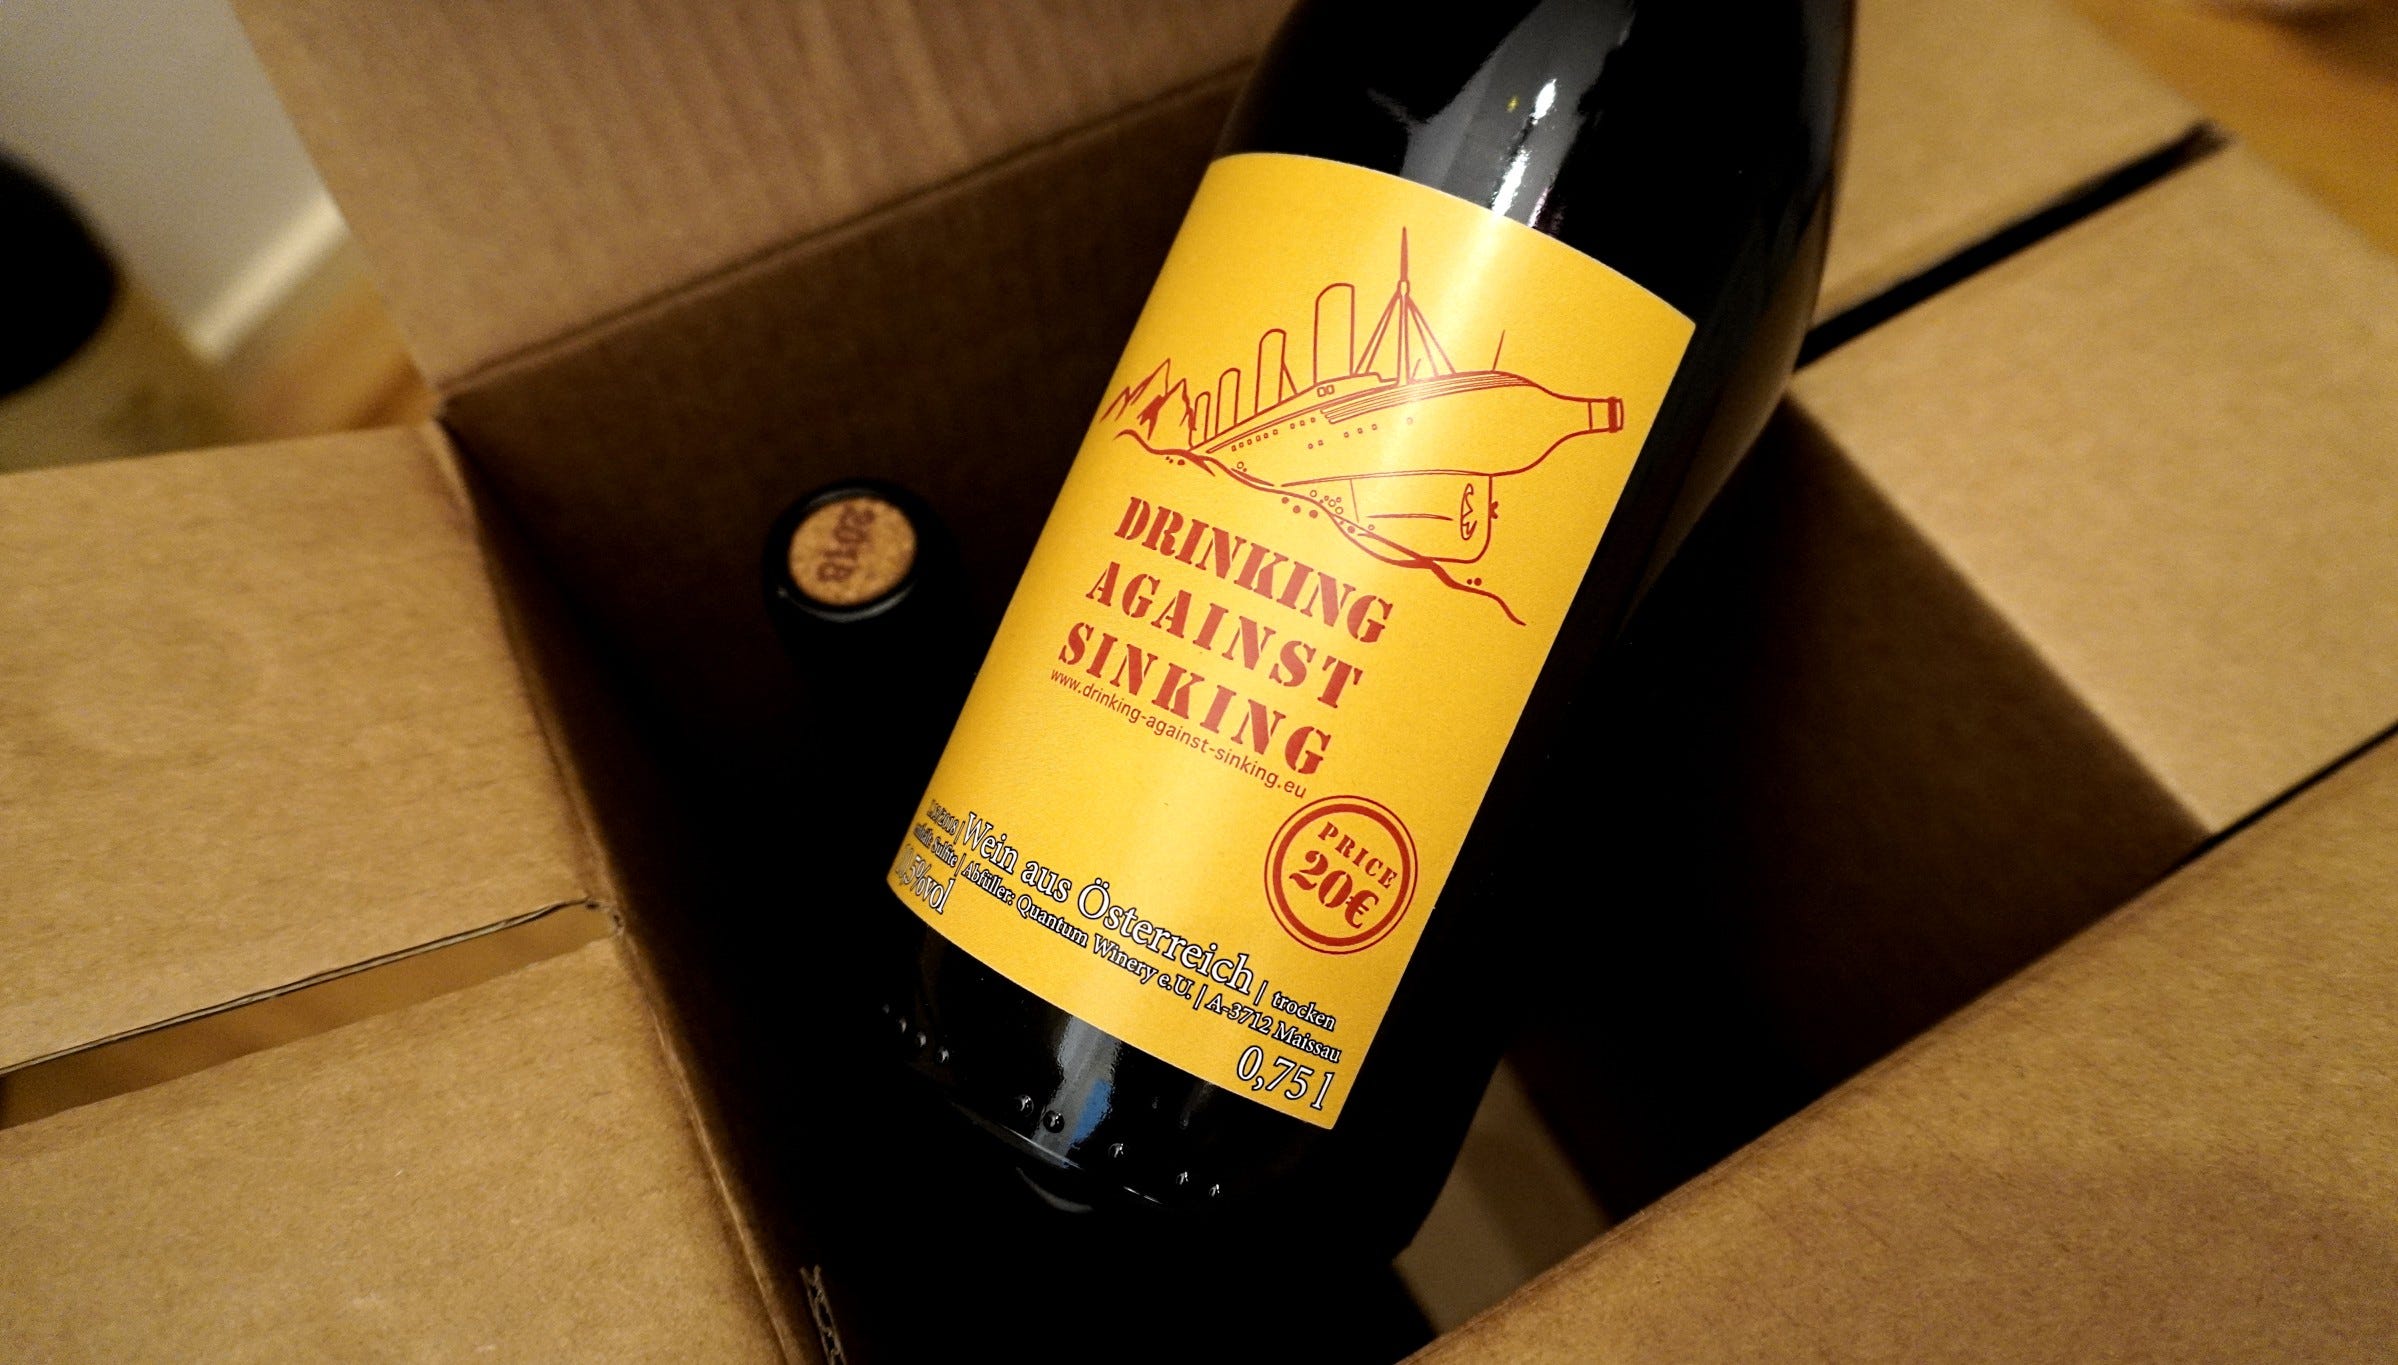 2018
DRINKING
AGAINST
SINKING
www.drinking-against-sinking.eu
PRICE
20€
Wein aus Österreich | trocken
Sulfite | Abfüller: Quantum Winery e.U. | A-3712 Maissau
0,75 l